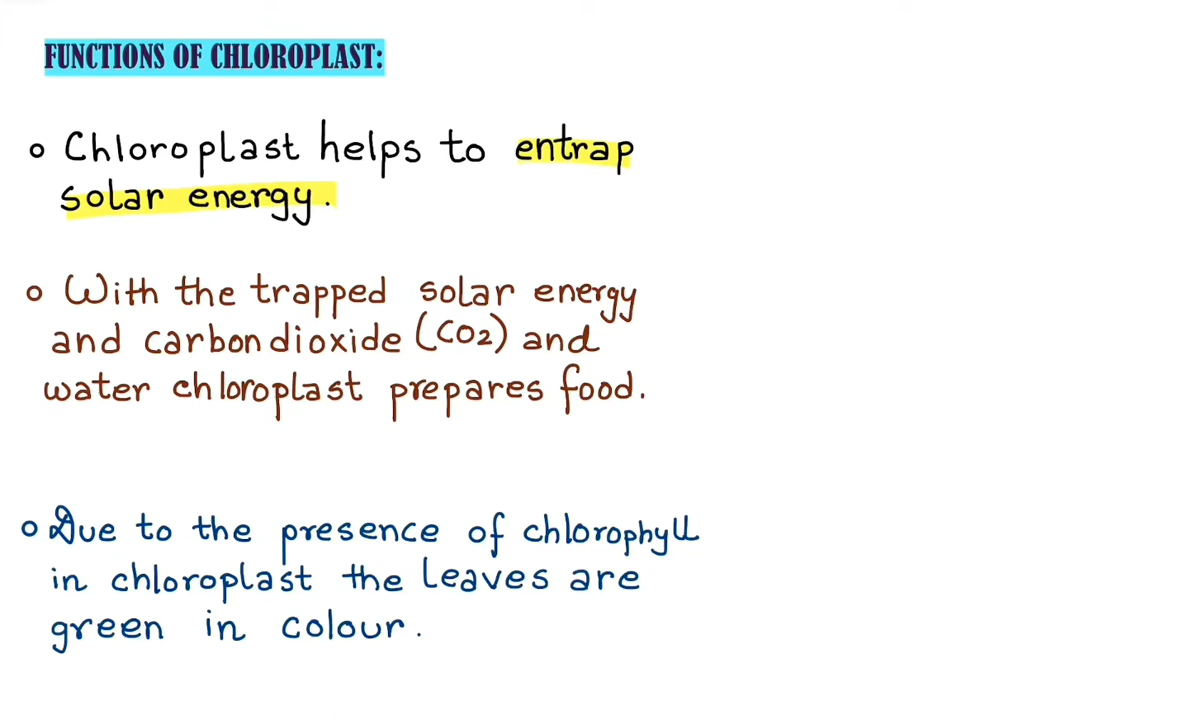 FUNCTIONS OF CHLOROPLAST:
o Chloroplast helps to entrap
solar energy.
o With the trapped solar energy
and carbondioxide (CO2) and
water chloroplast prepares food.
o Due to the presence of chlorophyll
in chloroplast the leaves are
green in colour.